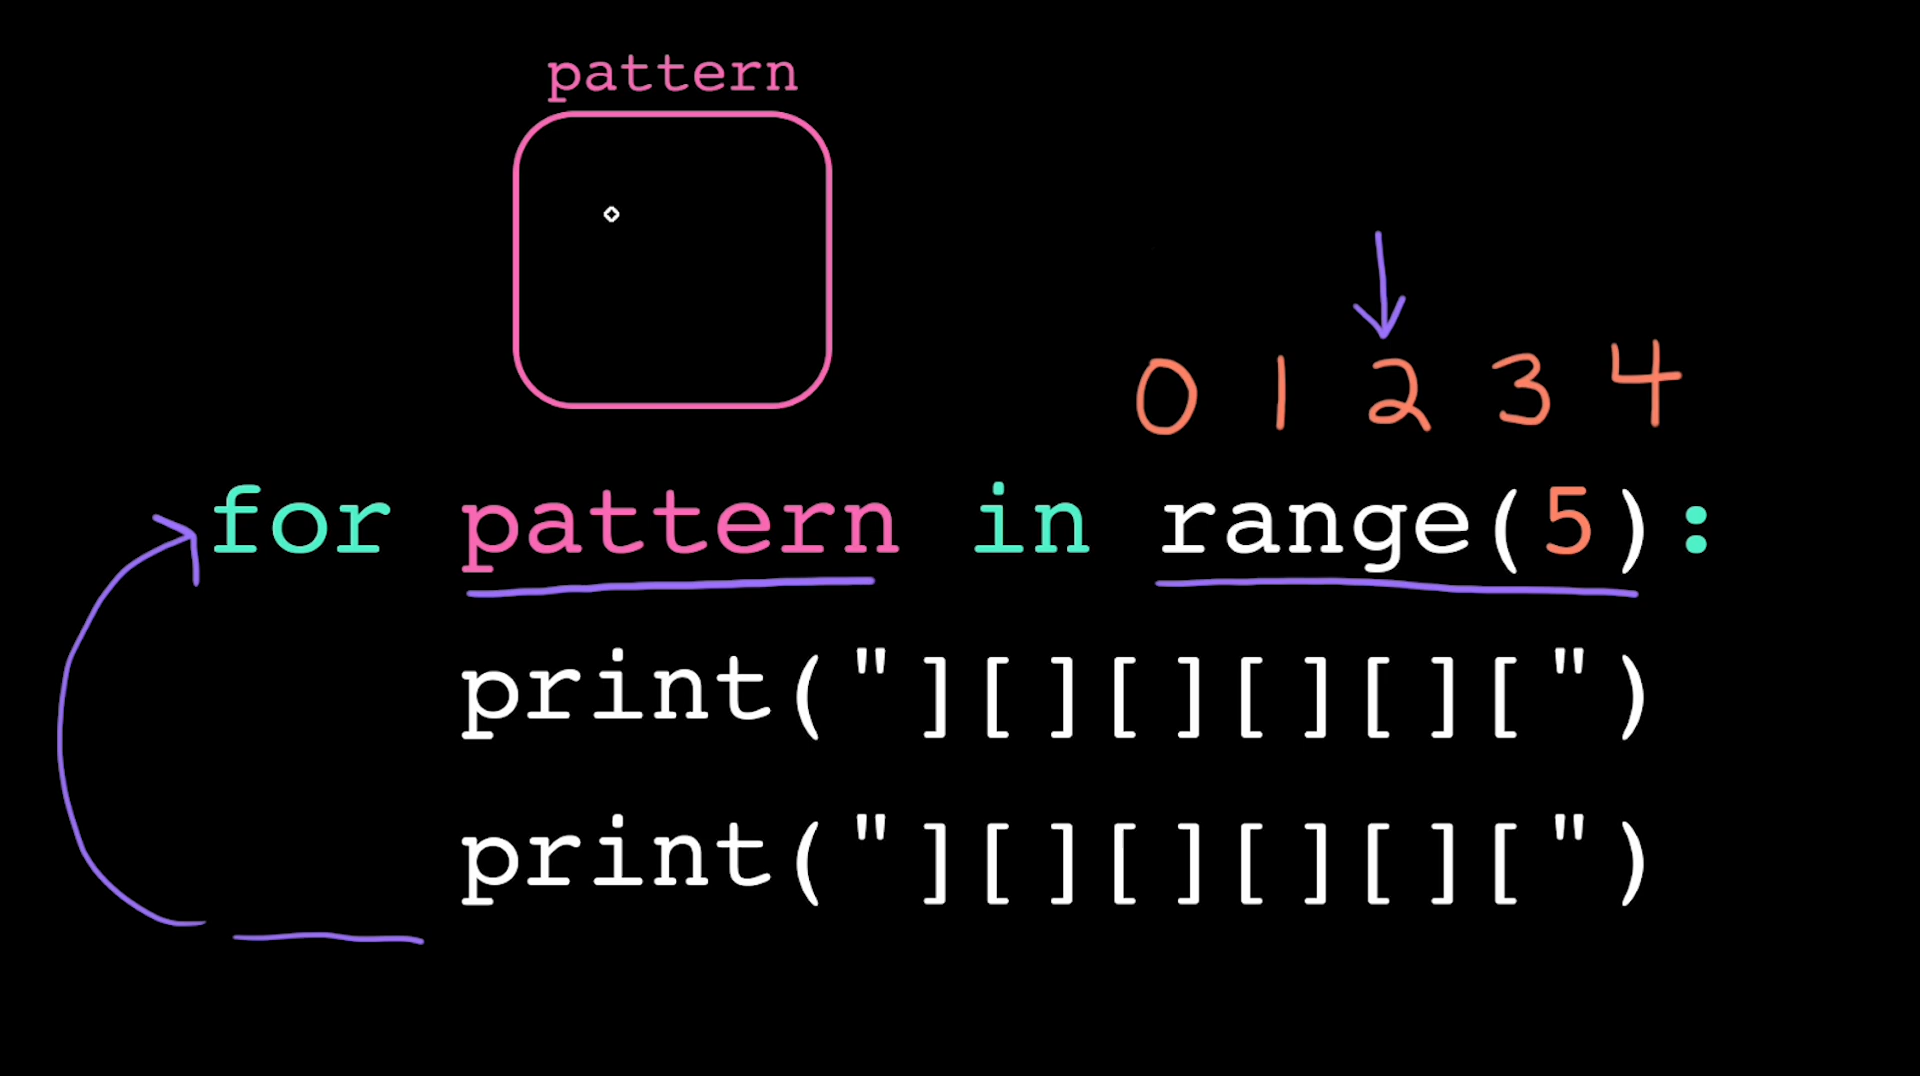 pattern
0 1 2 3 4
for pattern in range(5):
print("][][][][][")
print("][][][][][")